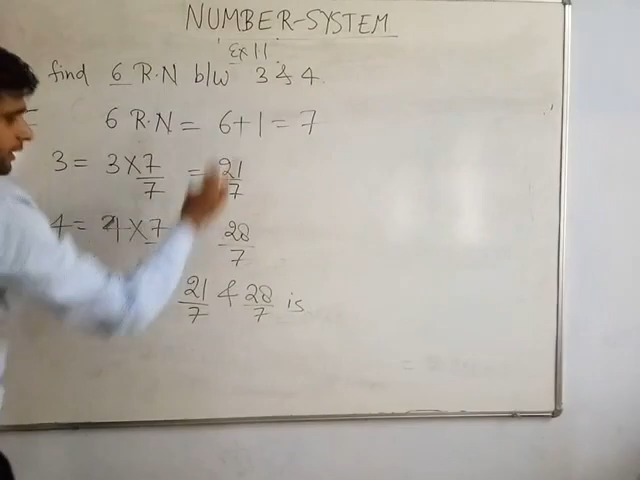 NUMBER-SYSTEM
Ex 1.1
find 6 R.N b/w 3 & 4.
6 R.N = 6+1 = 7
3 = 3×7/7 = 21/7
4 = 4×7 28/7
21/7 & 28/7 is